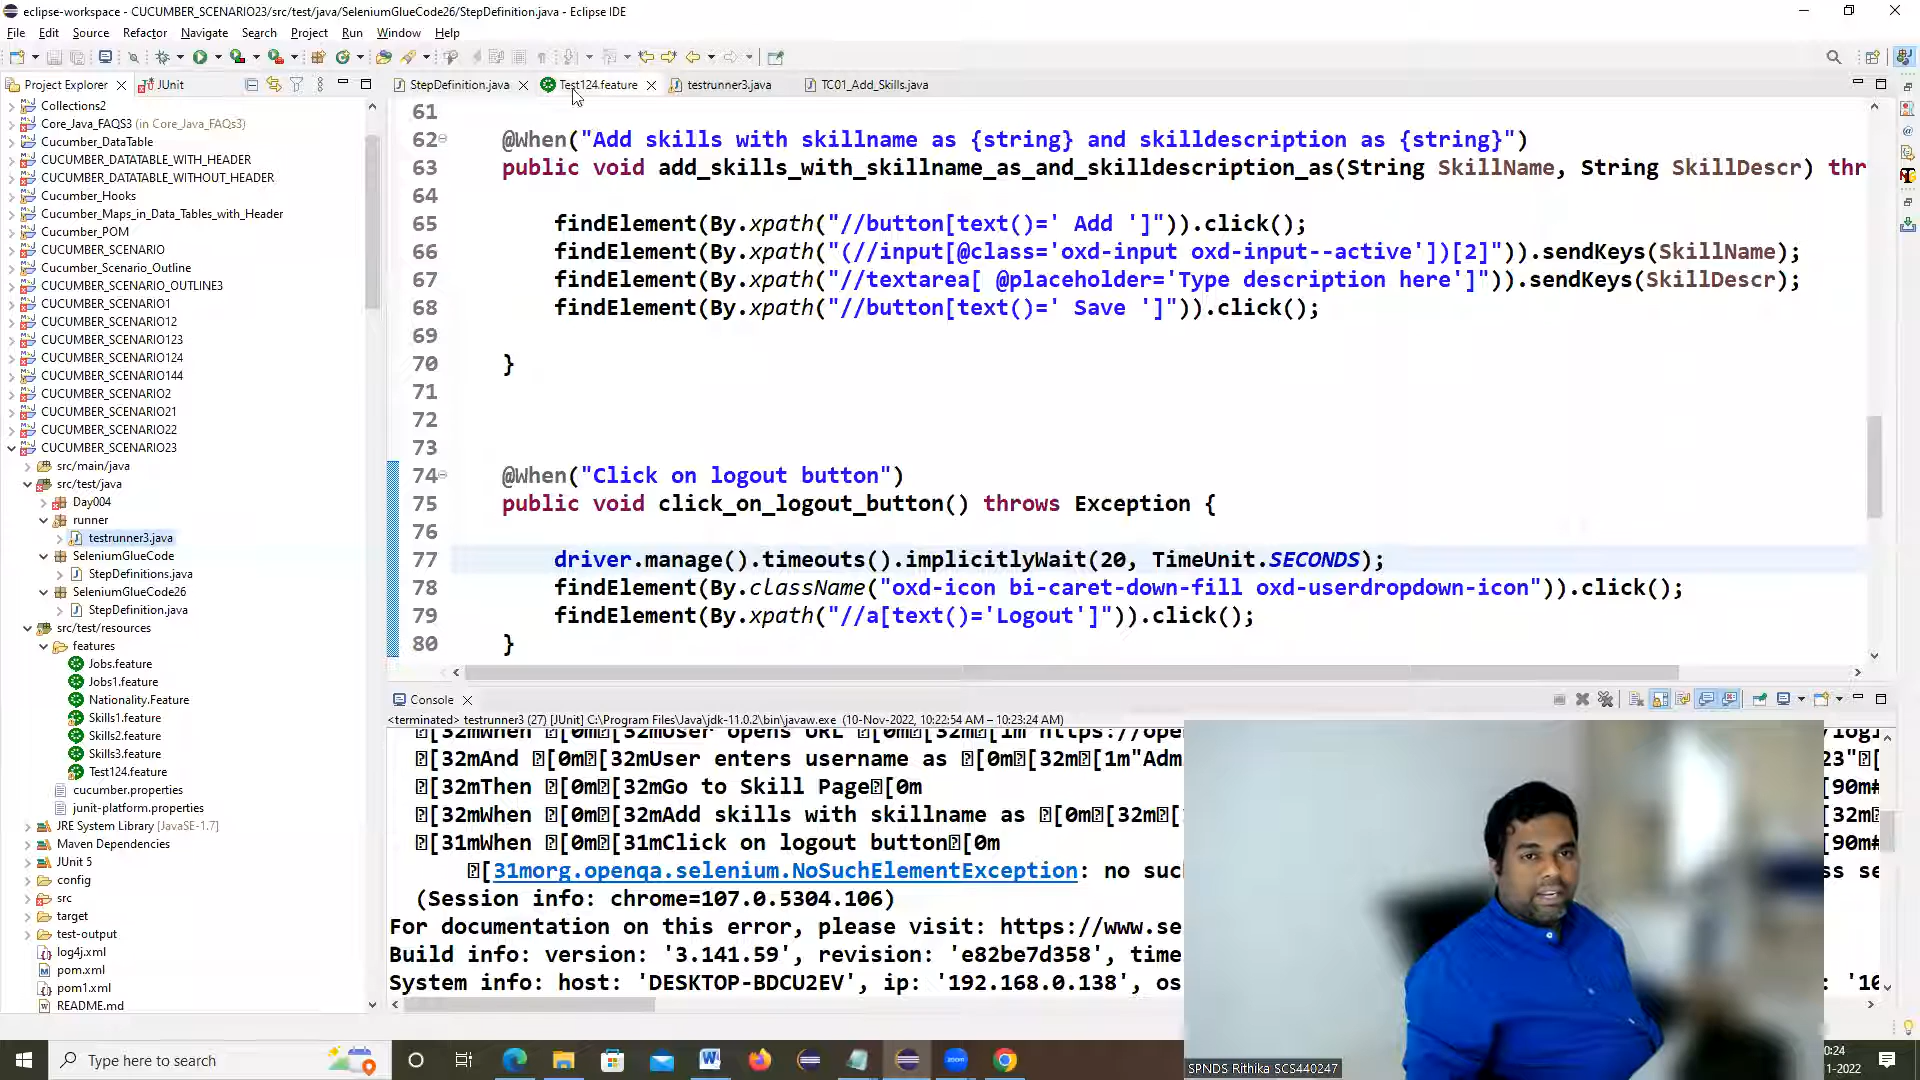 eclipse-workspace - CUCUMBER_SCENARIO23/src/test/java/SeleniumGlueCode26/StepDefinition.java - Eclipse IDE
File Edit Source Refactor Navigate Search Project Run Window Help
Project Explorer JUnit
StepDefinition.java Test124.feature testrunner3.java TC01_Add_Skills.java
Collections2
Core_Java_FAQS3 (in Core_Java_FAQs3)
Cucumber_DataTable
CUCUMBER_DATATABLE_WITH_HEADER
CUCUMBER_DATATABLE_WITHOUT_HEADER
Cucumber_Hooks
Cucumber_Maps_in_Data_Tables_with_Header
Cucumber_POM
CUCUMBER_SCENARIO
Cucumber_Scenario_Outline
CUCUMBER_SCENARIO_OUTLINE3
CUCUMBER_SCENARIO1
CUCUMBER_SCENARIO12
CUCUMBER_SCENARIO123
CUCUMBER_SCENARIO124
CUCUMBER_SCENARIO144
CUCUMBER_SCENARIO2
CUCUMBER_SCENARIO21
CUCUMBER_SCENARIO22
CUCUMBER_SCENARIO23
src/main/java
src/test/java
Day004
runner
testrunner3.java
SeleniumGlueCode
StepDefinitions.java
SeleniumGlueCode26
StepDefinition.java
src/test/resources
features
Jobs.feature
Jobs1.feature
Nationality.Feature
Skills1.feature
Skills2.feature
Skills3.feature
Test124.feature
cucumber.properties
junit-platform.properties
JRE System Library [JavaSE-1.7]
Maven Dependencies
JUnit 5
config
src
target
test-output
log4j.xml
pom.xml
pom1.xml
README.md
61
62 @When("Add skills with skillname as {string} and skilldescription as {string}")
63 public void add_skills_with_skillname_as_and_skilldescription_as(String SkillName, String SkillDescr) thr
64
65 findElement(By.xpath("//button[text()=' Add ']")).click();
66 findElement(By.xpath("(//input[@class='oxd-input oxd-input--active'])[2]")).sendKeys(SkillName);
67 findElement(By.xpath("//textarea[ @placeholder='Type description here']")).sendKeys(SkillDescr);
68 findElement(By.xpath("//button[text()=' Save ']")).click();
69
70 }
71
72
73
74 @When("Click on logout button")
75 public void click_on_logout_button() throws Exception {
76
77 driver.manage().timeouts().implicitlyWait(20, TimeUnit.SECONDS);
78 findElement(By.className("oxd-icon bi-caret-down-fill oxd-userdropdown-icon")).click();
79 findElement(By.xpath("//a[text()='Logout']")).click();
80 }
Console
<terminated> testrunner3 (27) [JUnit] C:\Program Files\Java\jdk-11.0.2\bin\javaw.exe (10-Nov-2022, 10:22:54 AM – 10:23:24 AM)
[32mWhen [0m[32mUser opens URL [0m[32m[1m"https://ope
[32mAnd [0m[32mUser enters username as [0m[32m[1m"Adm 23"[
[32mThen [0m[32mGo to Skill Page[0m [90m#
[32mWhen [0m[32mAdd skills with skillname as [0m[32m[ [32m
[31mWhen [0m[31mClick on logout button[0m [90m#
[31morg.openqa.selenium.NoSuchElementException: no suc ss se
(Session info: chrome=107.0.5304.106)
For documentation on this error, please visit: https://www.se
Build info: version: '3.141.59', revision: 'e82be7d358', time
System info: host: 'DESKTOP-BDCU2EV', ip: '192.168.0.138', os : '10
SPNDS Rithika SCS440247
Type here to search
0:24
1-2022